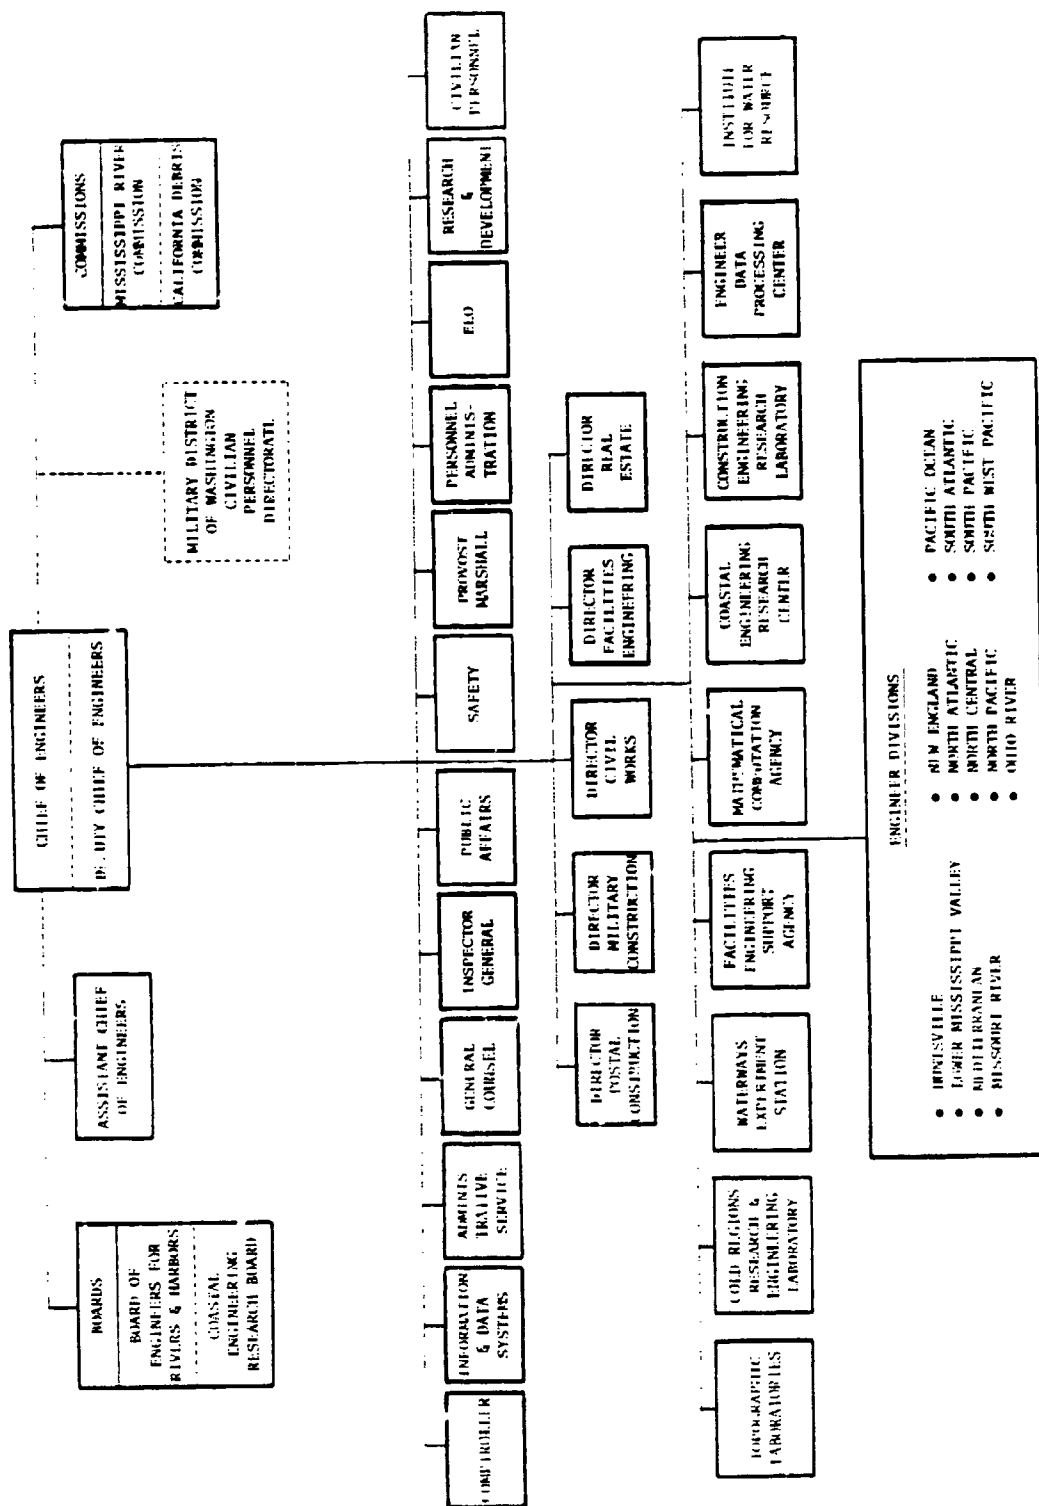 CHIEF OF ENGINEERS
DEPUTY CHIEF OF ENGINEERS
BOARDS
BOARD OF
ENGINEERS FOR
RIVERS & HARBORS
COASTAL
ENGINEERING
RESEARCH BOARD
ASSISTANT CHIEF
OF ENGINEERS
MILITARY DISTRICT
OF WASHINGTON
CIVILIAN
PERSONNEL
DIRECTORATE
COMMISSIONS
MISSISSIPPI RIVER
COMMISSION
CALIFORNIA DEBRIS
COMMISSION
COMPTROLLER
INFORMATION
& DATA
SYSTEMS
ADMINIS
TRATIVE
SERVICE
GENERAL
COUNSEL
INSPECTOR
GENERAL
PUBLIC
AFFAIRS
SAFETY
PROVOST
MARSHALL
PERSONNEL
ADMINIS-
TRATION
RESEARCH
&
DEVELOPMENT
CIVILIAN
PERSONNEL
DIRECTOR
POSTAL
CONSTRUCTION
DIRECTOR
MILITARY
CONSTRUCTION
DIRECTOR
CIVIL
WORKS
DIRECTOR
FACILITIES
ENGINEERING
DIRECTOR
REAL
ESTATE
TOPOGRAPHIC
LABORATORIES
COLD REGIONS
RESEARCH &
ENGINEERING
LABORATORY
WATERWAYS
EXPERIMENT
STATION
FACILITIES
ENGINEERING
SUPPORT
AGENCY
MATHEMATICAL
COMPUTATION
AGENCY
COASTAL
ENGINEERING
RESEARCH
CENTER
CONSTRUCTION
ENGINEERING
RESEARCH
LABORATORY
ENGINEER
DATA
PROCESSING
CENTER
INSTITUTE
FOR WATER
RESOURCE
ENGINEER DIVISIONS
• HUNTSVILLE
• LOWER MISSISSIPPI VALLEY
• MEDITERRANEAN
• MISSOURI RIVER
• NEW ENGLAND
• NORTH ATLANTIC
• NORTH CENTRAL
• NORTH PACIFIC
• OHIO RIVER
• PACIFIC OCEAN
• SOUTH ATLANTIC
• SOUTH PACIFIC
• SOUTH WEST PACIFIC